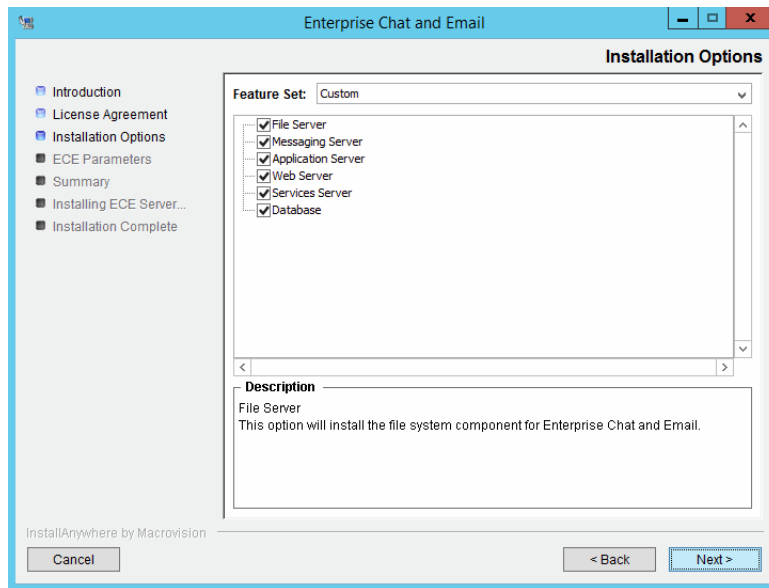 Enterprise Chat and Email
Installation Options
Introduction
License Agreement
Installation Options
ECE Parameters
Summary
Installing ECE Server...
Installation Complete
Feature Set: Custom
File Server
Messaging Server
Application Server
Web Server
Services Server
Database
Description
File Server
This option will install the file system component for Enterprise Chat and Email.
InstallAnywhere by Macrovision
Cancel
< Back
Next >